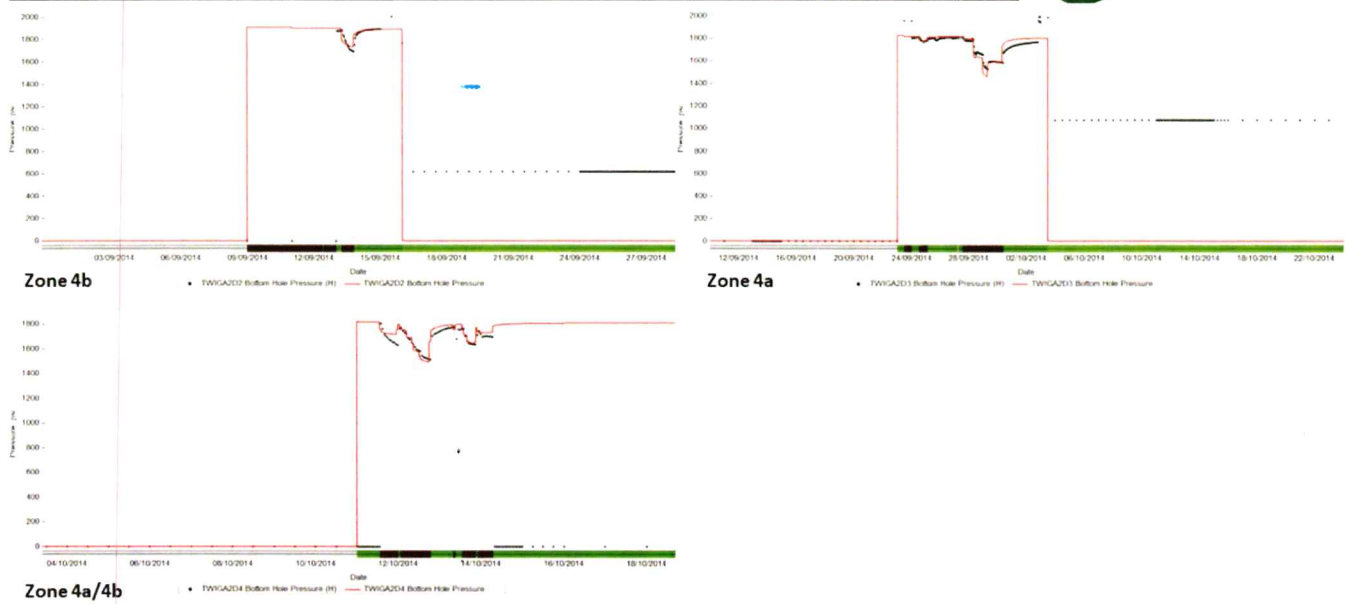 2000
1800
1600
1400
1200
1000
800
600
400
200
0
03/09/2014 06/09/2014 09/09/2014 12/09/2014 15/09/2014 18/09/2014 21/09/2014 24/09/2014 27/09/2014
Date
Zone 4b
TWIGA2D2 Bottom Hole Pressure (H) TWIGA2D2 Bottom Hole Pressure
2000
1800
1600
1400
1200
1000
800
600
400
200
0
12/09/2014 16/09/2014 20/09/2014 24/09/2014 28/09/2014 02/10/2014 06/10/2014 10/10/2014 14/10/2014 18/10/2014 22/10/2014
Date
Zone 4a
TWIGA2D3 Bottom Hole Pressure (H) TWIGA2D3 Bottom Hole Pressure
1800
1600
1400
1200
1000
800
600
400
200
0
04/10/2014 06/10/2014 08/10/2014 10/10/2014 12/10/2014 14/10/2014 16/10/2014 18/10/2014
Date
Zone 4a/4b
TWIGA2D4 Bottom Hole Pressure (H) TWIGA2D4 Bottom Hole Pressure